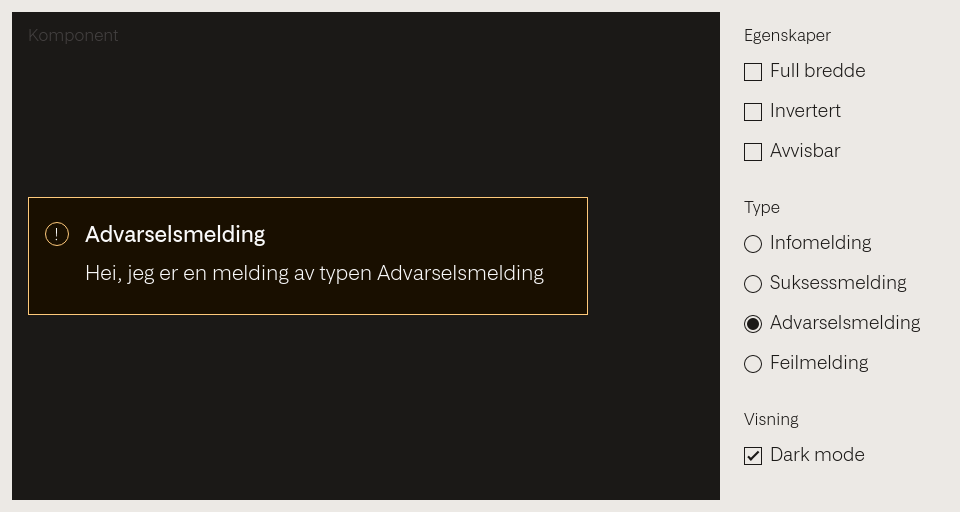 Komponent
Advarselsmelding
Hei, jeg er en melding av typen Advarselsmelding
Egenskaper
Full bredde
Invertert
Avvisbar
Type
Infomelding
Suksessmelding
Advarselsmelding
Feilmelding
Visning
Dark mode